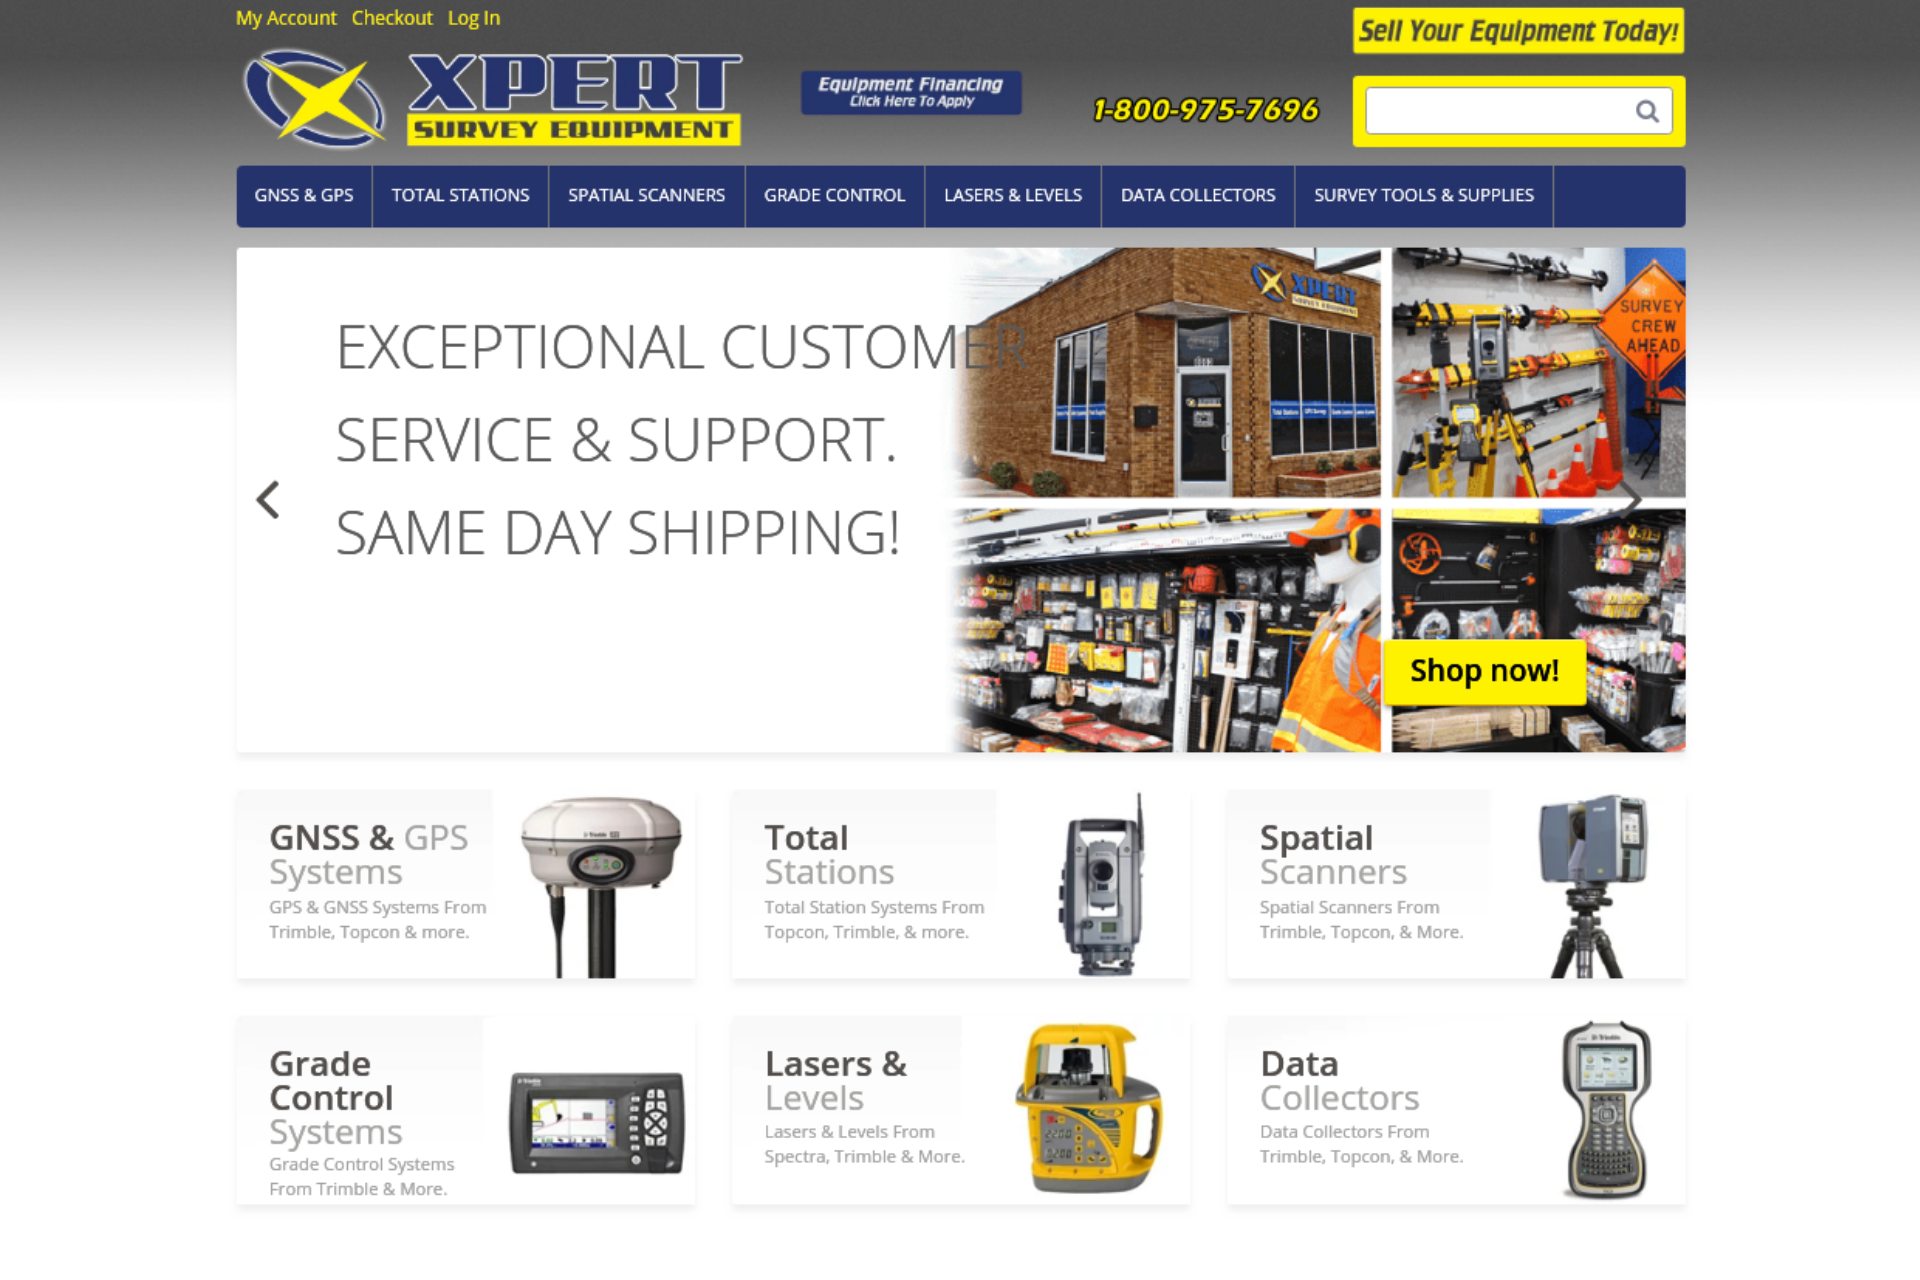 My Account Checkout Log In
Sell Your Equipment Today!
XPERT
SURVEY EQUIPMENT
Equipment Financing
Click Here To Apply
1-800-975-7696
GNSS & GPS
TOTAL STATIONS
SPATIAL SCANNERS
GRADE CONTROL
LASERS & LEVELS
DATA COLLECTORS
SURVEY TOOLS & SUPPLIES
EXCEPTIONAL CUSTOMER
SERVICE & SUPPORT.
SAME DAY SHIPPING!
XPERT
SURVEY EQUIPMENT
SURVEY
CREW
AHEAD
Shop now!
GNSS & GPS
Systems
GPS & GNSS Systems From
Trimble, Topcon & more.
Total
Stations
Total Station Systems From
Topcon, Trimble, & more.
Spatial
Scanners
Spatial Scanners From
Trimble, Topcon, & More.
Grade
Control
Systems
Grade Control Systems
From Trimble & More.
Lasers &
Levels
Lasers & Levels From
Spectra, Trimble & More.
Data
Collectors
Data Collectors From
Trimble, Topcon, & More.